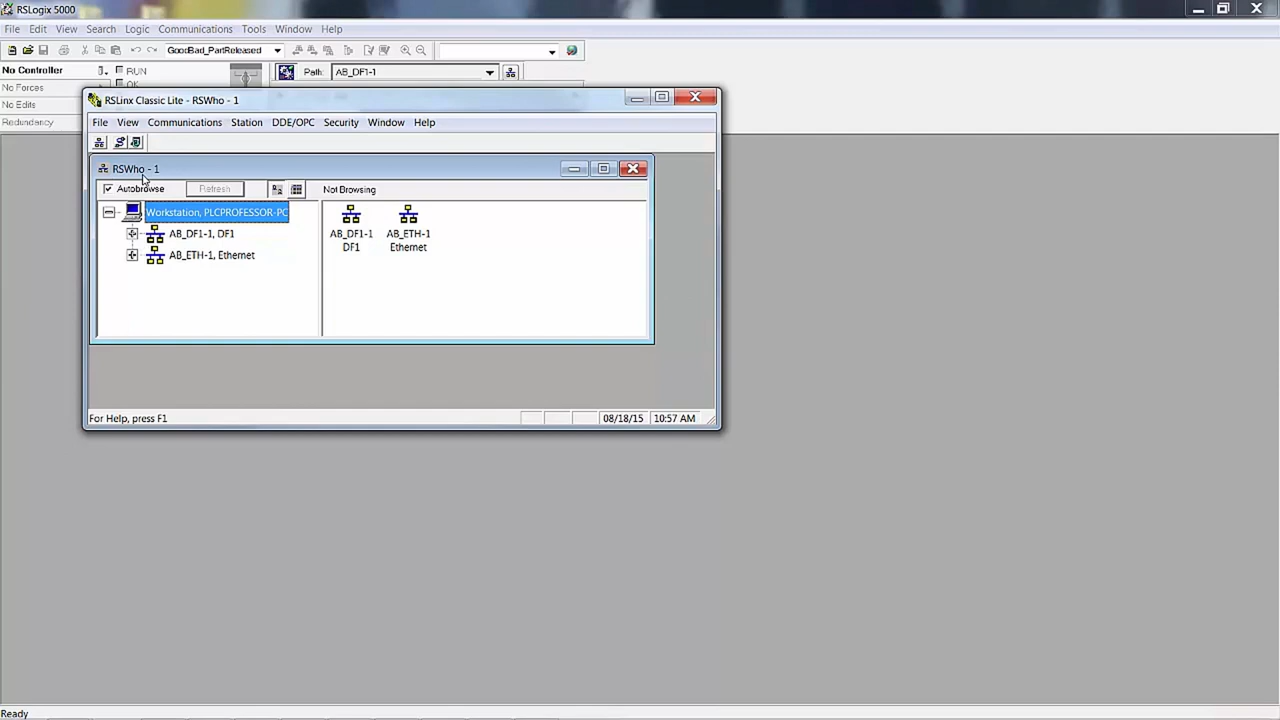 RSLogix 5000
File Edit View Search Logic Communications Tools Window Help
GoodBad_PartReleased
No Controller RUN Path: AB_DF1-1
No Forces OK
No Edits
Redundancy
RSLinx Classic Lite - RSWho - 1
File View Communications Station DDE/OPC Security Window Help
RSWho - 1
Autobrowse Refresh Not Browsing
Workstation, PLCPROFESSOR-PC
AB_DF1-1, DF1
AB_ETH-1, Ethernet
AB_DF1-1
DF1
AB_ETH-1
Ethernet
For Help, press F1 08/18/15 10:57 AM
Ready